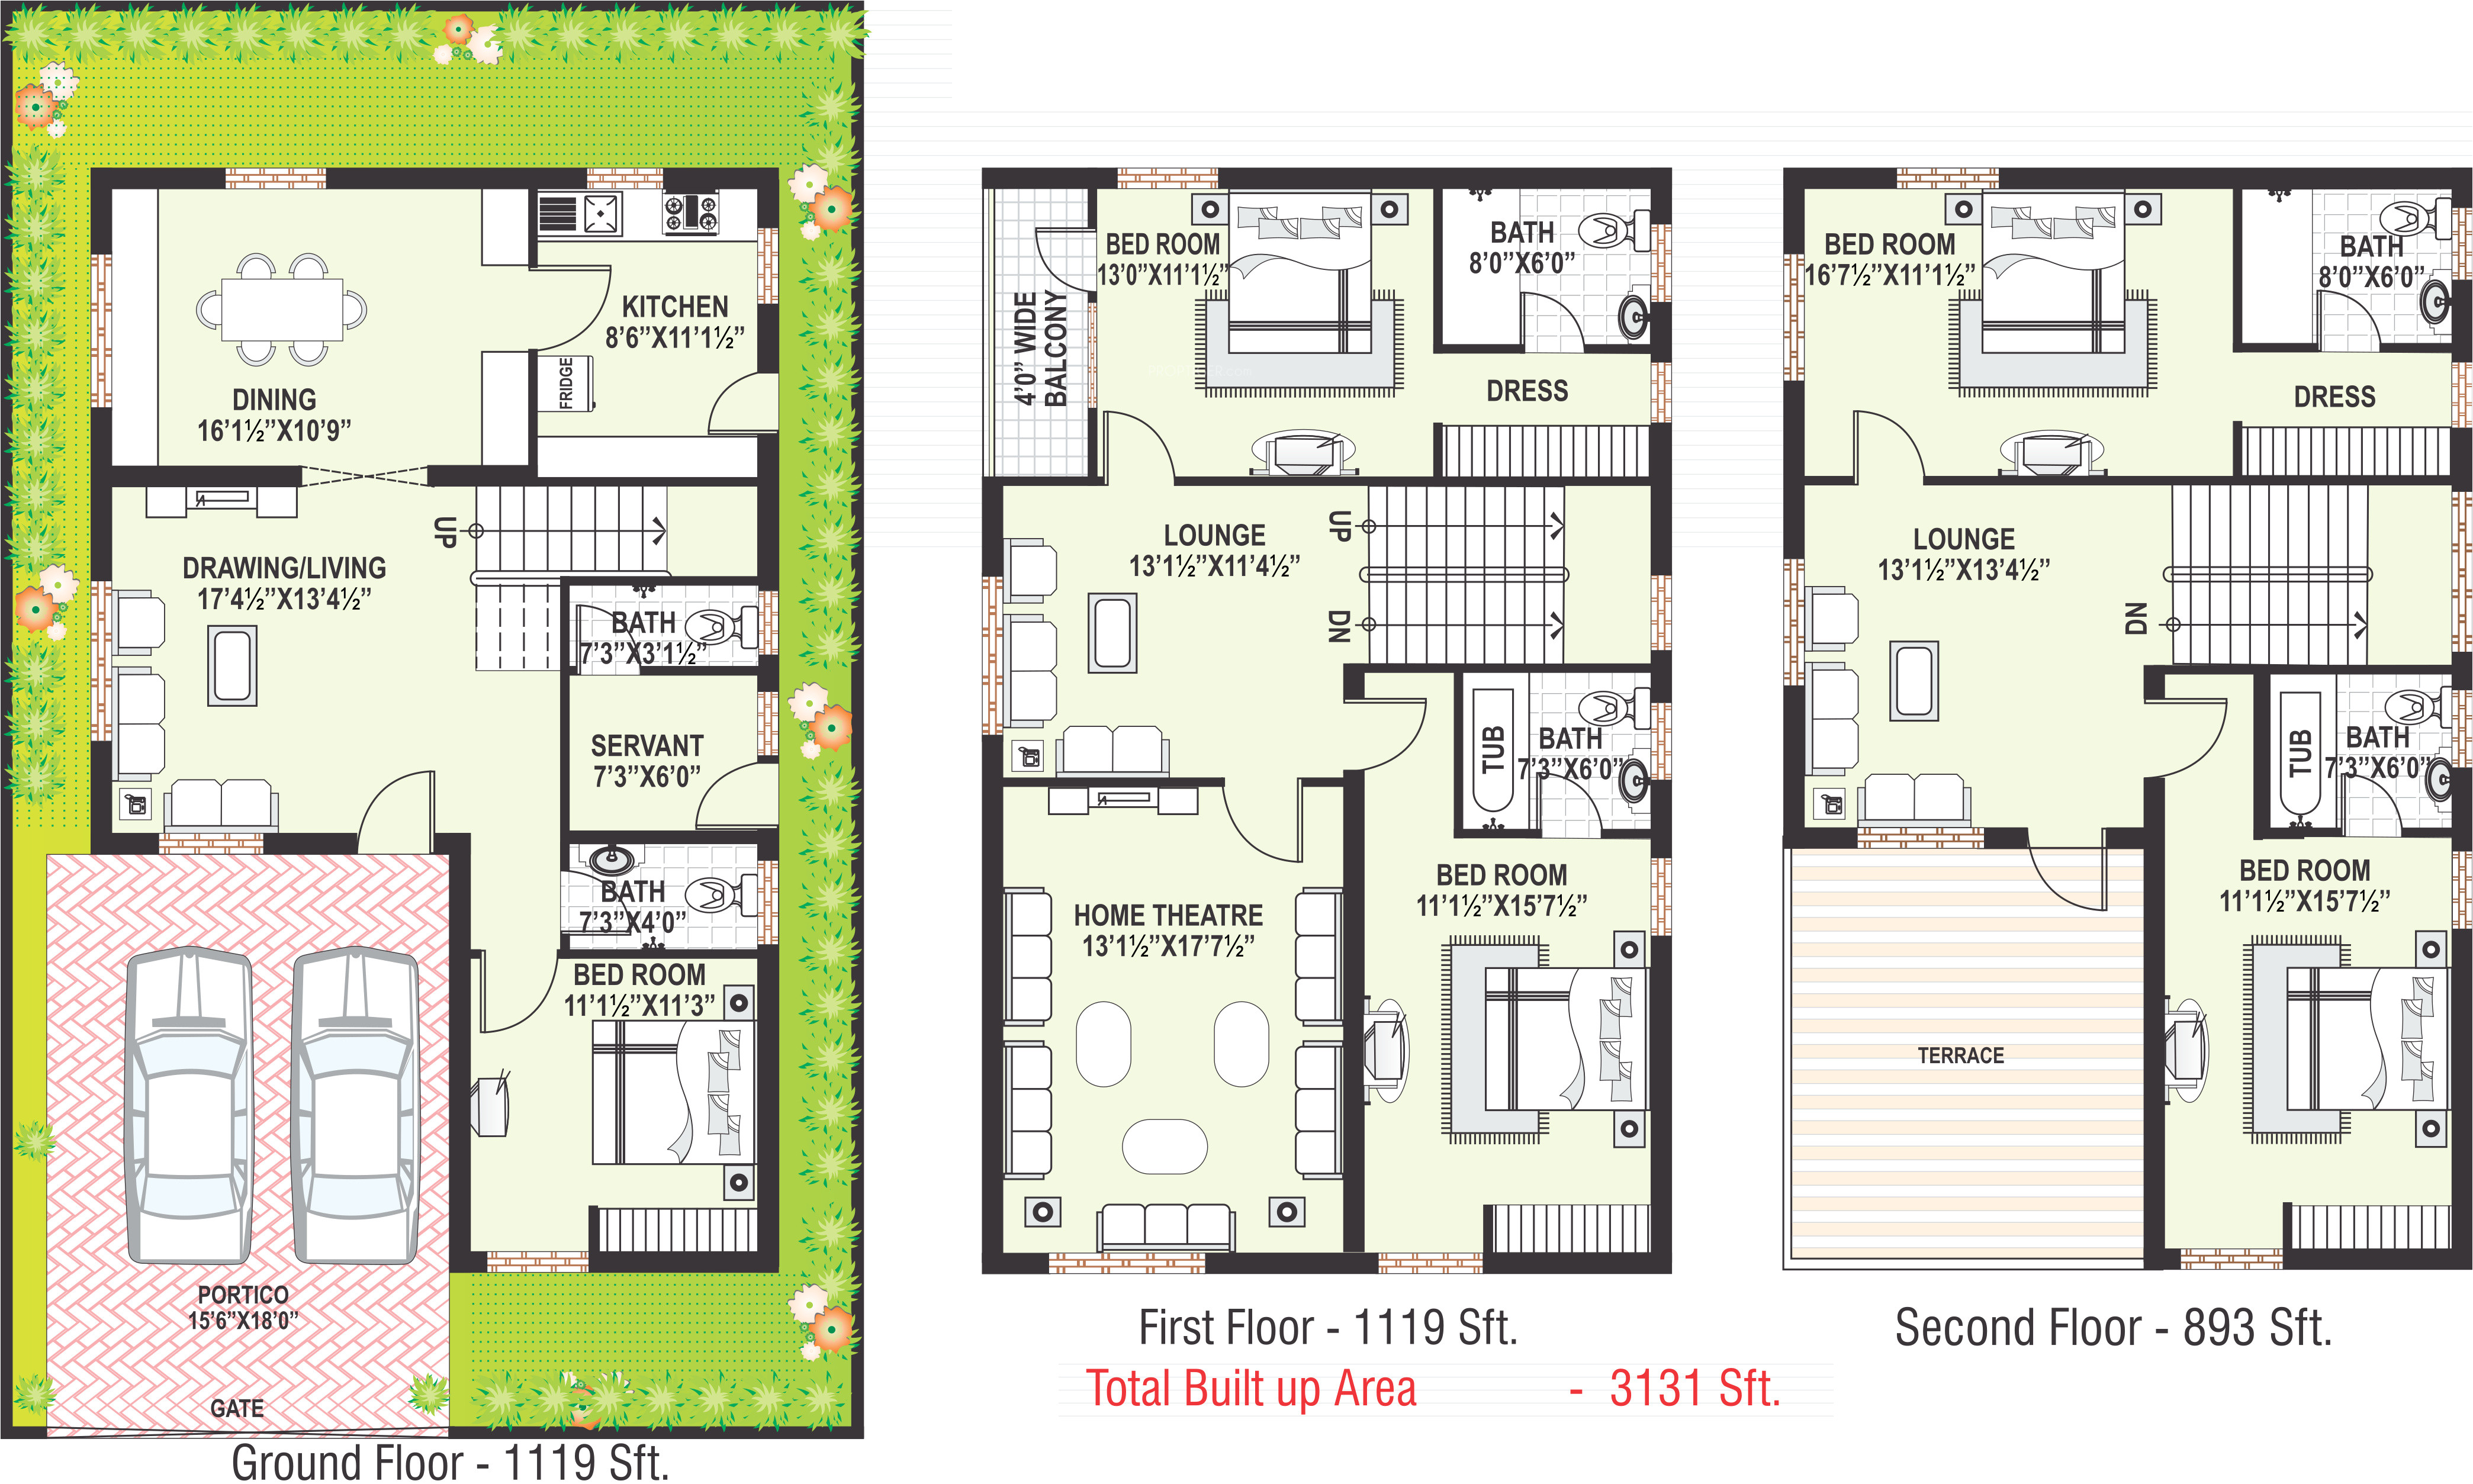 KITCHEN
8'6"X11'1½"
FRIDGE
DINING
16'1½"X10'9"
UP
DRAWING/LIVING
17'4½"X13'4½"
BATH
7'3"X3'1½"
SERVANT
7'3"X6'0"
BATH
7'3"X4'0"
BED ROOM
11'1½"X11'3"
PORTICO
15'6"X18'0"
GATE
Ground Floor - 1119 Sft.
BED ROOM
13'0"X11'1½"
BATH
8'0"X6'0"
4'0" WIDE
BALCONY
DRESS
LOUNGE
13'1½"X11'4½"
UP
DN
TUB
BATH
7'3"X6'0"
HOME THEATRE
13'1½"X17'7½"
BED ROOM
11'1½"X15'7½"
First Floor - 1119 Sft.
Total Built up Area - 3131 Sft.
BED ROOM
16'7½"X11'1½"
BATH
8'0"X6'0"
DRESS
LOUNGE
13'1½"X13'4½"
DN
TUB
BATH
7'3"X6'0"
BED ROOM
11'1½"X15'7½"
TERRACE
Second Floor - 893 Sft.